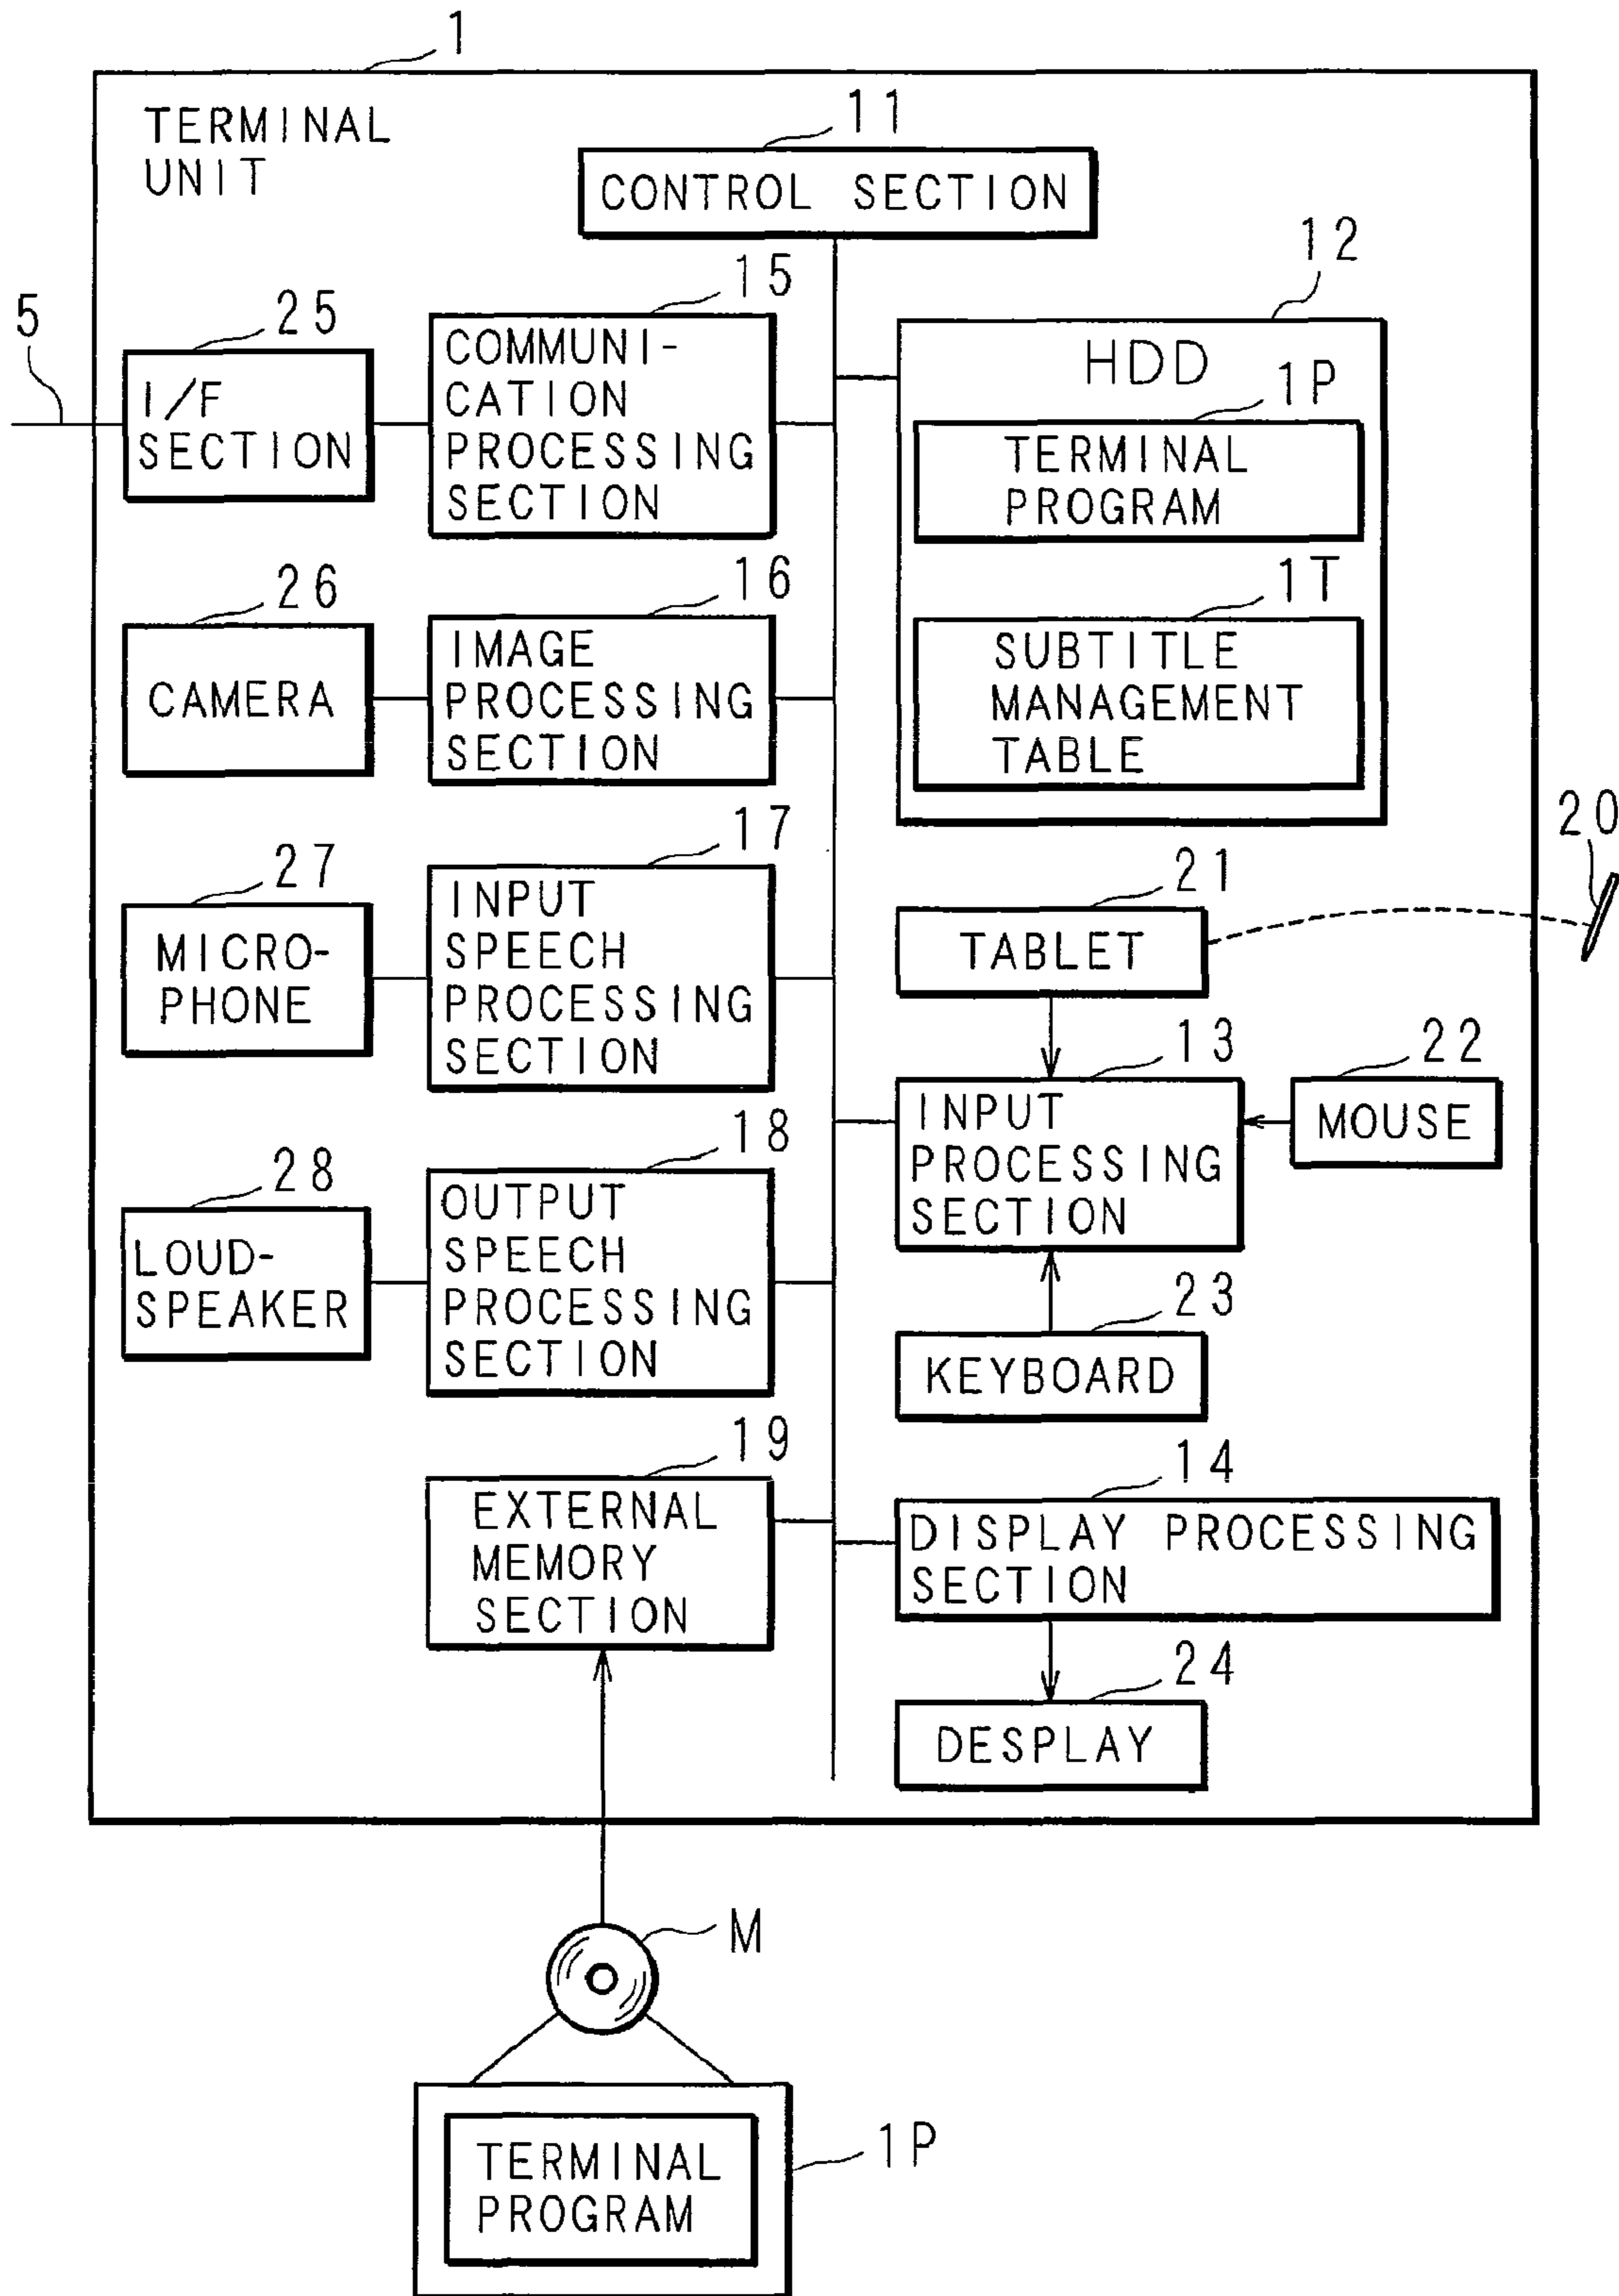 1
TERMINAL
UNIT
11
CONTROL SECTION
12
HDD
1P
TERMINAL
PROGRAM
1T
SUBTITLE
MANAGEMENT
TABLE
5
25
I/F
SECTION
15
COMMUNI-
CATION
PROCESSING
SECTION
26
CAMERA
16
IMAGE
PROCESSING
SECTION
27
MICRO-
PHONE
17
INPUT
SPEECH
PROCESSING
SECTION
28
LOUD-
SPEAKER
18
OUTPUT
SPEECH
PROCESSING
SECTION
19
EXTERNAL
MEMORY
SECTION
20
21
TABLET
13
INPUT
PROCESSING
SECTION
22
MOUSE
23
KEYBOARD
14
DISPLAY PROCESSING
SECTION
24
DESPLAY
M
1P
TERMINAL
PROGRAM